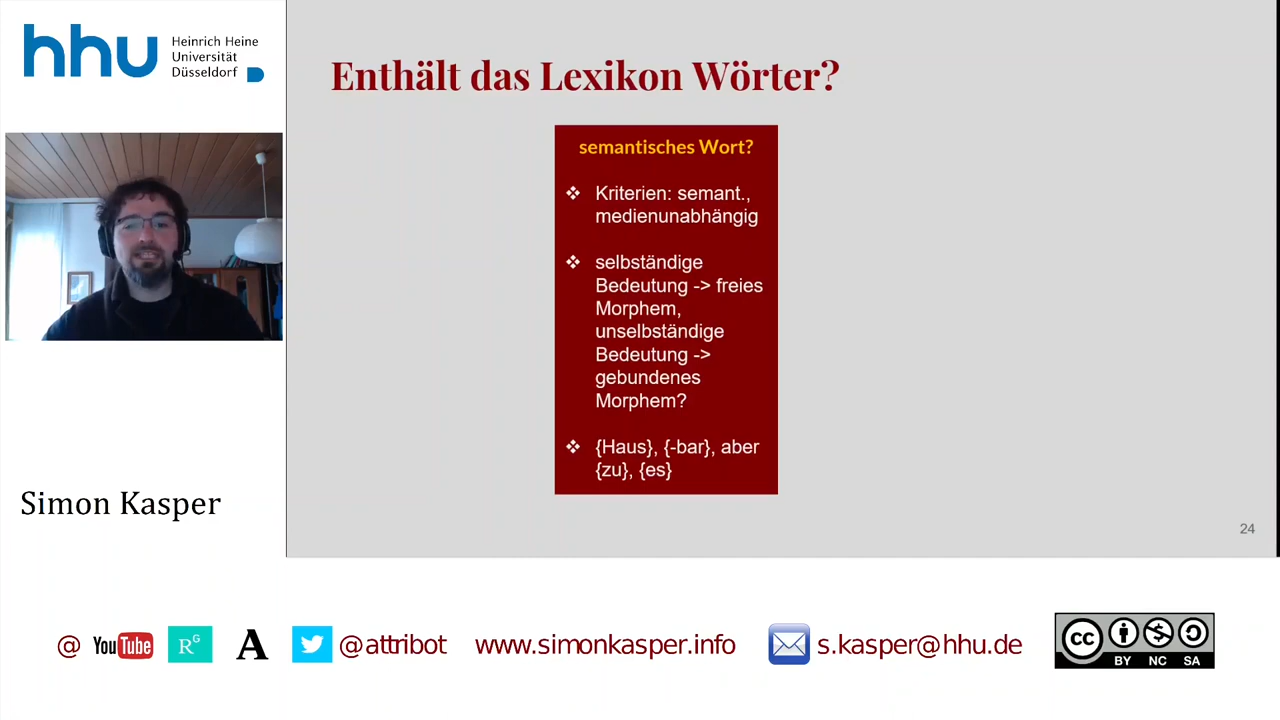 hhu Heinrich Heine
Universität
Düsseldorf
Enthält das Lexikon Wörter?
semantisches Wort?
❖ Kriterien: semant.,
medienunabhängig
❖ selbständige
Bedeutung -> freies
Morphem,
unselbständige
Bedeutung ->
gebundenes
Morphem?
❖ {Haus}, {-bar}, aber
{zu}, {es}
Simon Kasper
24
@ YouTube RG A @attribot www.simonkasper.info s.kasper@hhu.de cc
BY NC SA